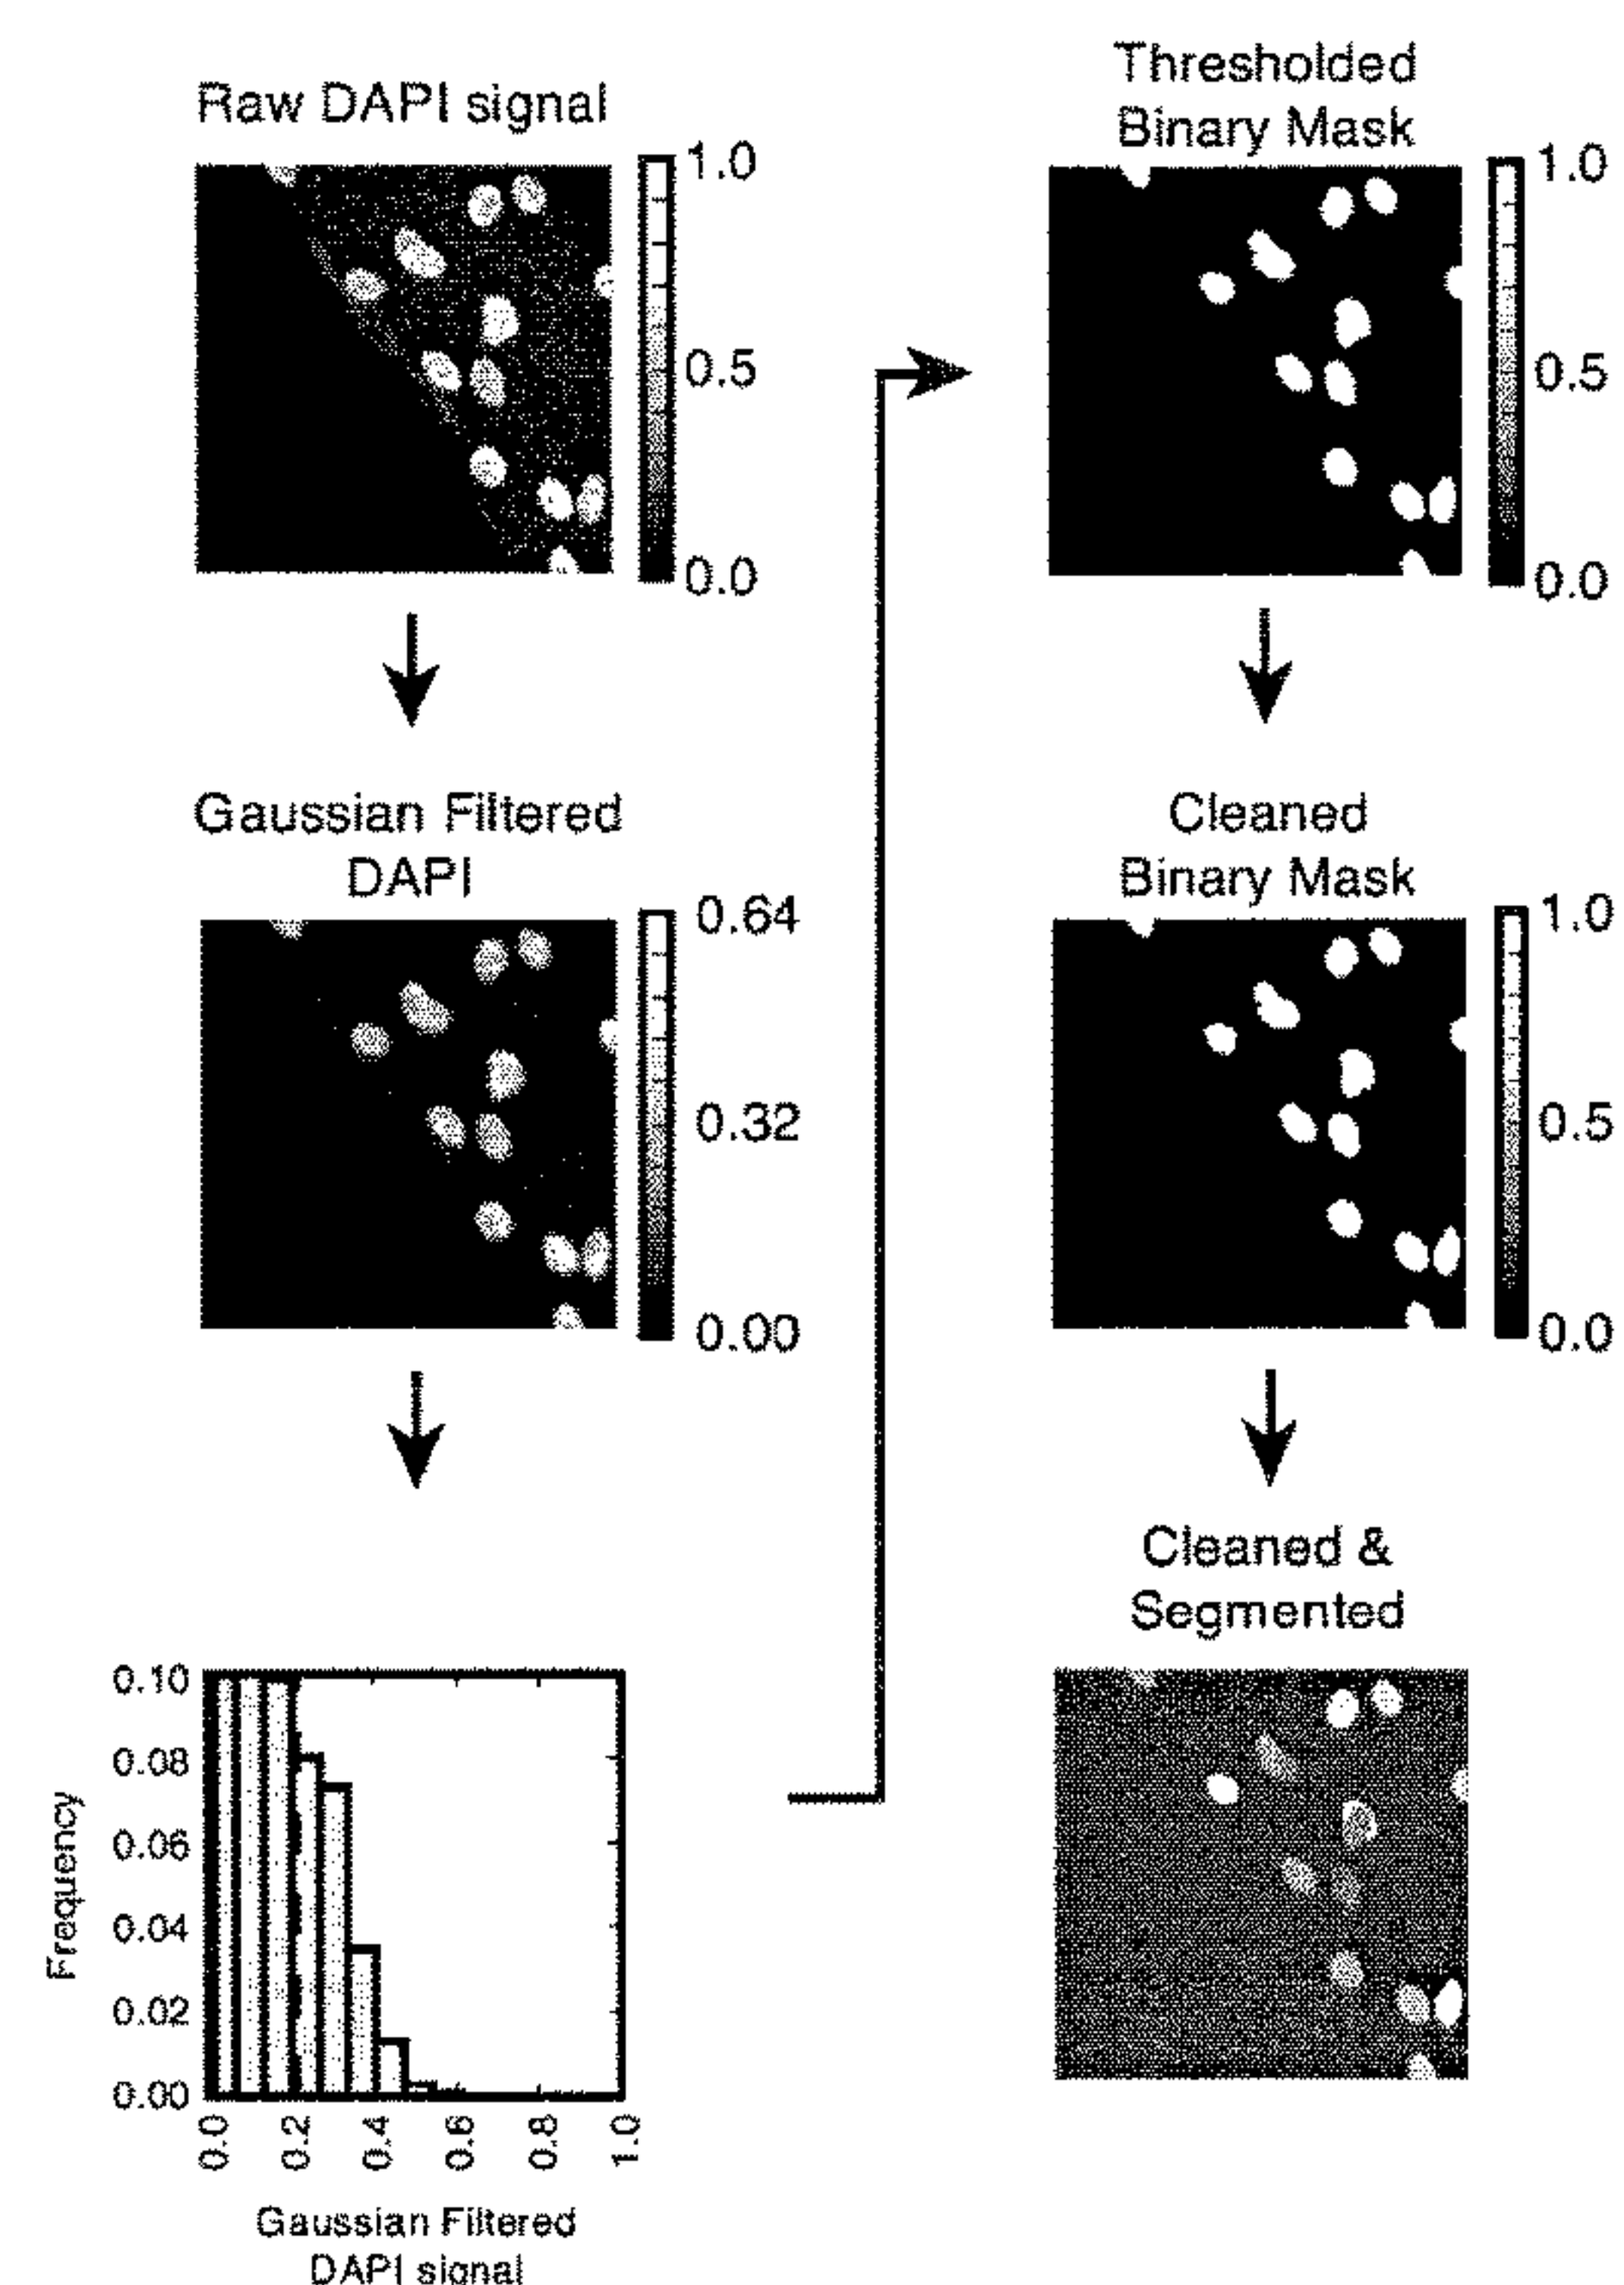 Raw DAPI signal
1.0
0.5
0.0
Gaussian Filtered
DAPI
0.64
0.32
0.00
0.10
0.08
0.06
0.04
0.02
0.00
Frequency
0.0
0.2
0.4
0.6
0.8
1.0
Gaussian Filtered
DAPI signal
Thresholded
Binary Mask
1.0
0.5
0.0
Cleaned
Binary Mask
1.0
0.5
0.0
Cleaned &
Segmented